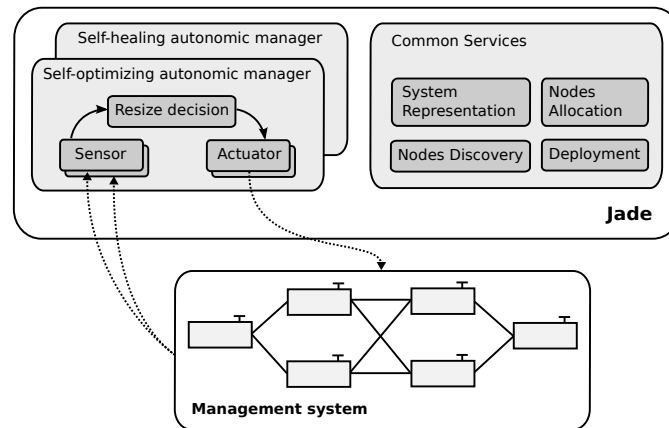 Self-healing autonomic manager
Self-optimizing autonomic manager
Resize decision
Sensor
Actuator
Common Services
System
Representation
Nodes
Allocation
Nodes Discovery
Deployment
Jade
Management system